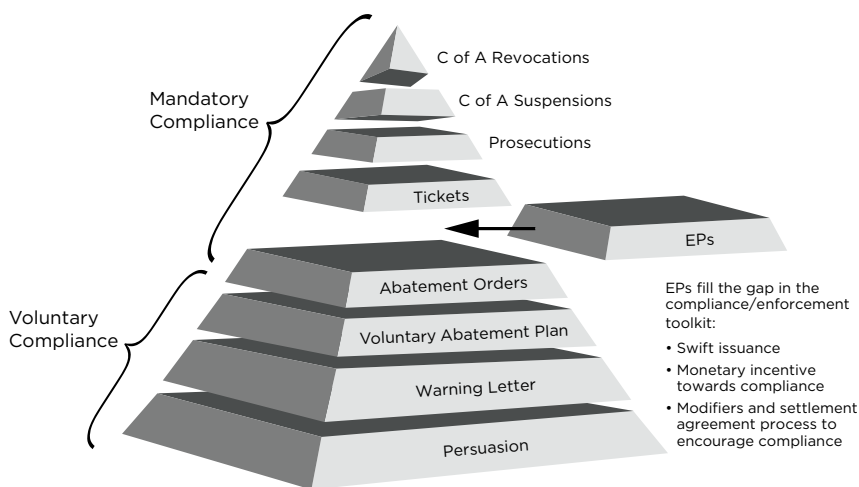 C of A Revocations
Mandatory
Compliance
C of A Suspensions
Prosecutions
Tickets
EPs
Abatement Orders
Voluntary
Compliance
Voluntary Abatement Plan
Warning Letter
Persuasion
EPs fill the gap in the
compliance/enforcement
toolkit:
• Swift issuance
• Monetary incentive
towards compliance
• Modifiers and settlement
agreement process to
encourage compliance